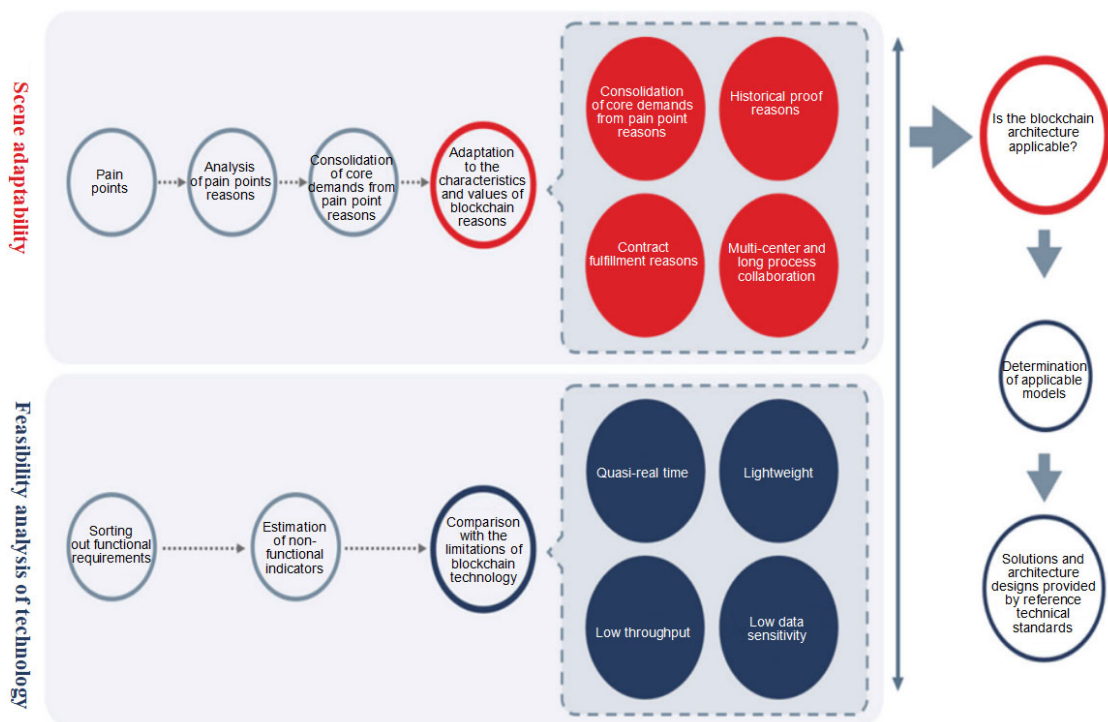 Scene adaptability
Pain
points
Analysis
of pain points
reasons
Consolidation
of core
demands from
pain point
reasons
Adaptation
to the
characteristics
and values of
blockchain
reasons
Consolidation
of core demands
from pain point
reasons
Historical proof
reasons
Contract
fulfillment reasons
Multi-center and
long process
collaboration
Is the blockchain
architecture
applicable?
Determination
of applicable
models
Solutions and
architecture
designs provided
by reference
technical
standards
Feasibility analysis of technology
Sorting
out functional
requirements
Estimation
of non-
functional
indicators
Comparison
with the
limitations of
blockchain
technology
Quasi-real time
Lightweight
Low throughput
Low data
sensitivity